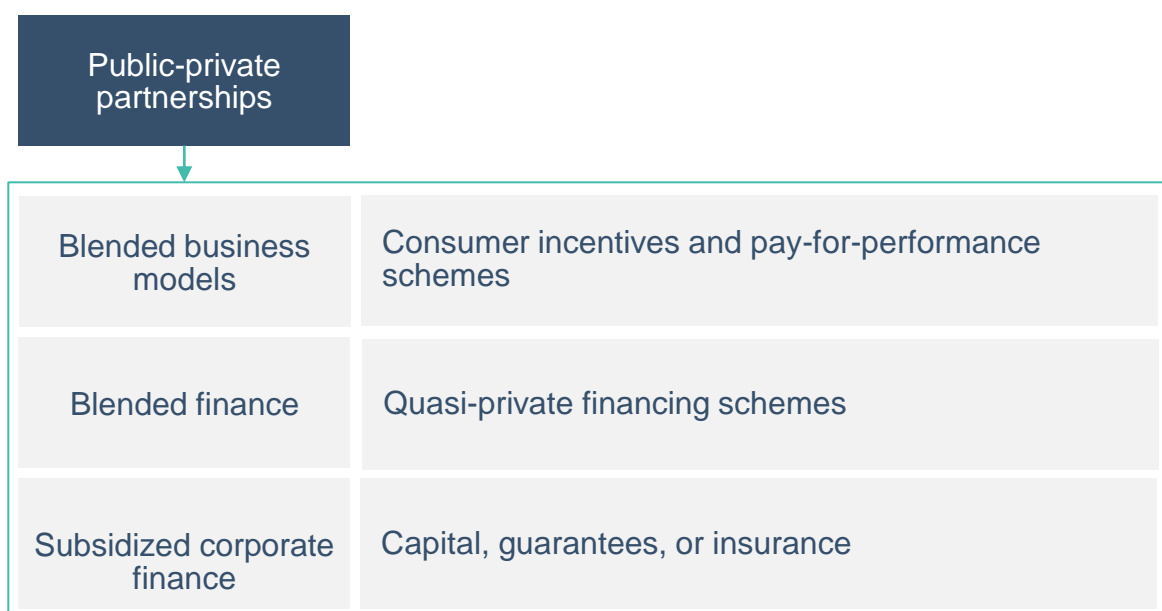 Public-private
partnerships
Blended business
models
Consumer incentives and pay-for-performance
schemes
Blended finance
Quasi-private financing schemes
Subsidized corporate
finance
Capital, guarantees, or insurance